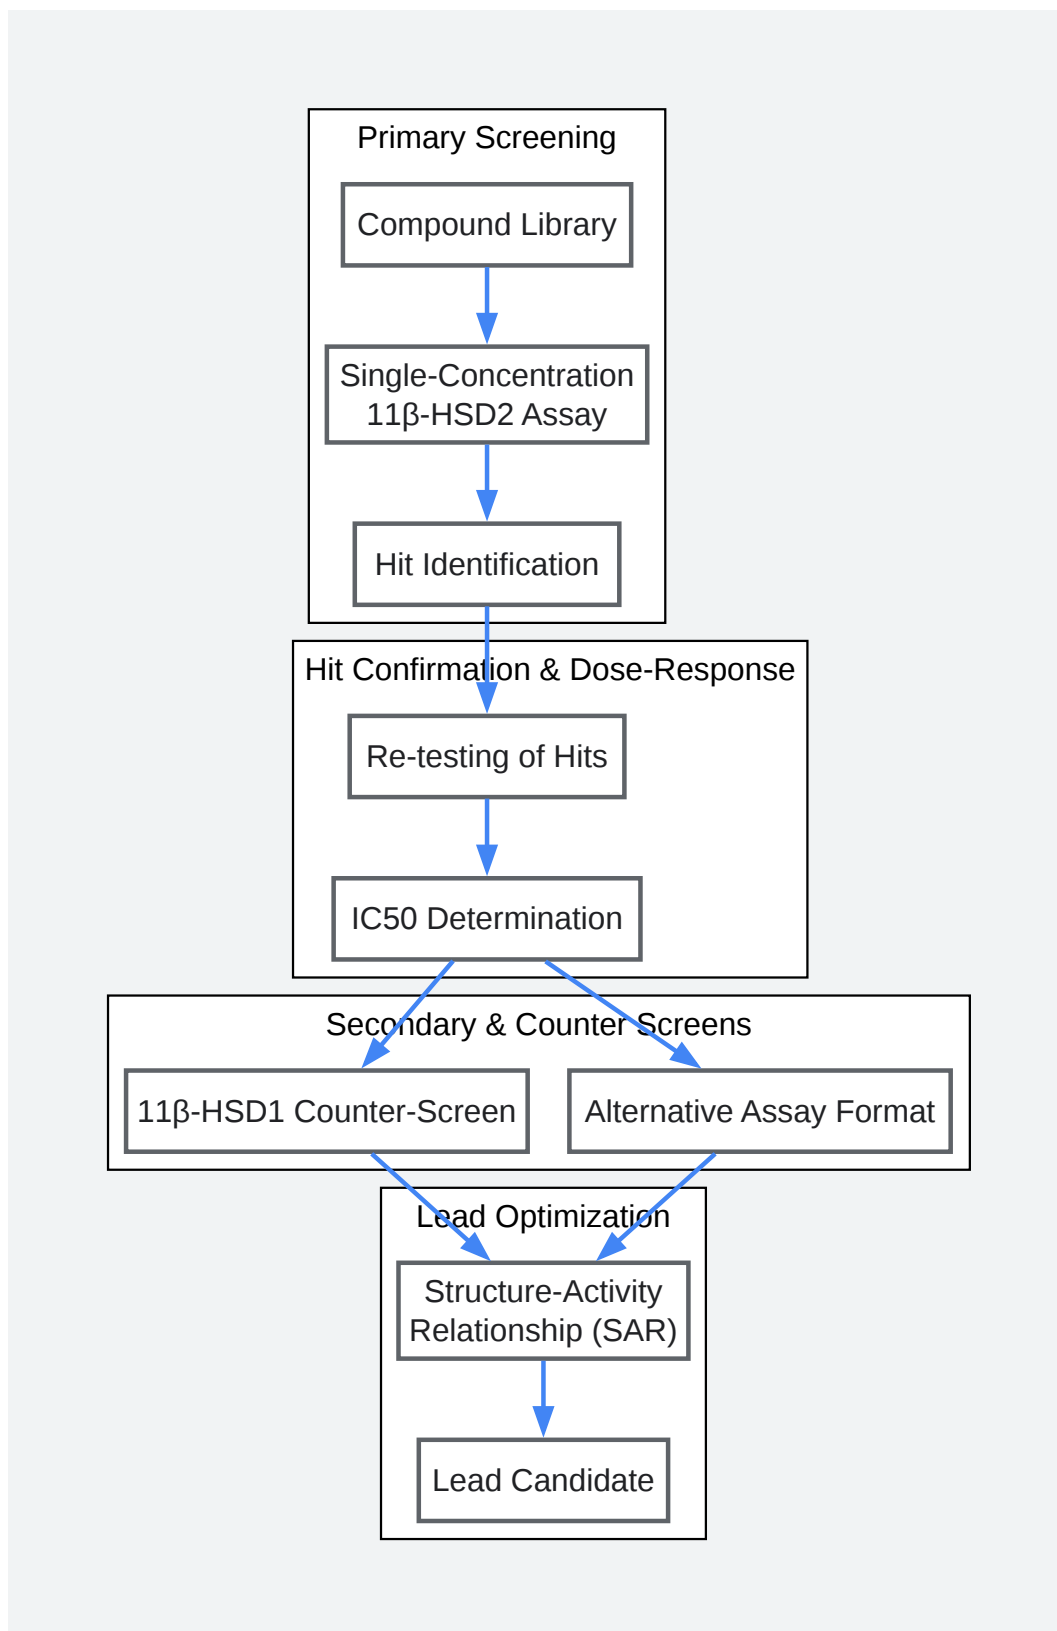 Primary Screening
Compound Library
Single-Concentration
11β-HSD2 Assay
Hit Identification
Hit Confirmation & Dose-Response
Re-testing of Hits
IC50 Determination
Secondary & Counter Screens
11β-HSD1 Counter-Screen
Alternative Assay Format
Lead Optimization
Structure-Activity
Relationship (SAR)
Lead Candidate